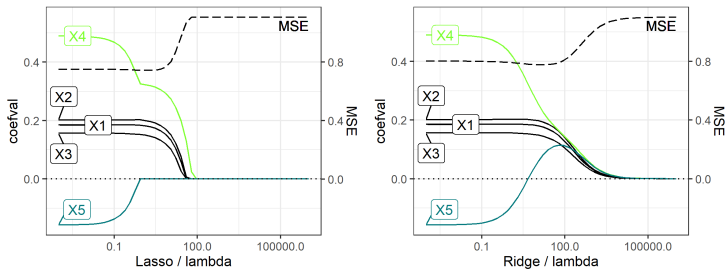 MSE
X4
0.4
0.8
X2
X1
0.2
0.4
X3
0.0
0.0
X5
coefval
MSE
0.1
100.0
100000.0
Lasso / lambda
MSE
X4
0.4
0.8
X2
X1
0.2
0.4
X3
0.0
0.0
X5
coefval
MSE
0.1
100.0
100000.0
Ridge / lambda